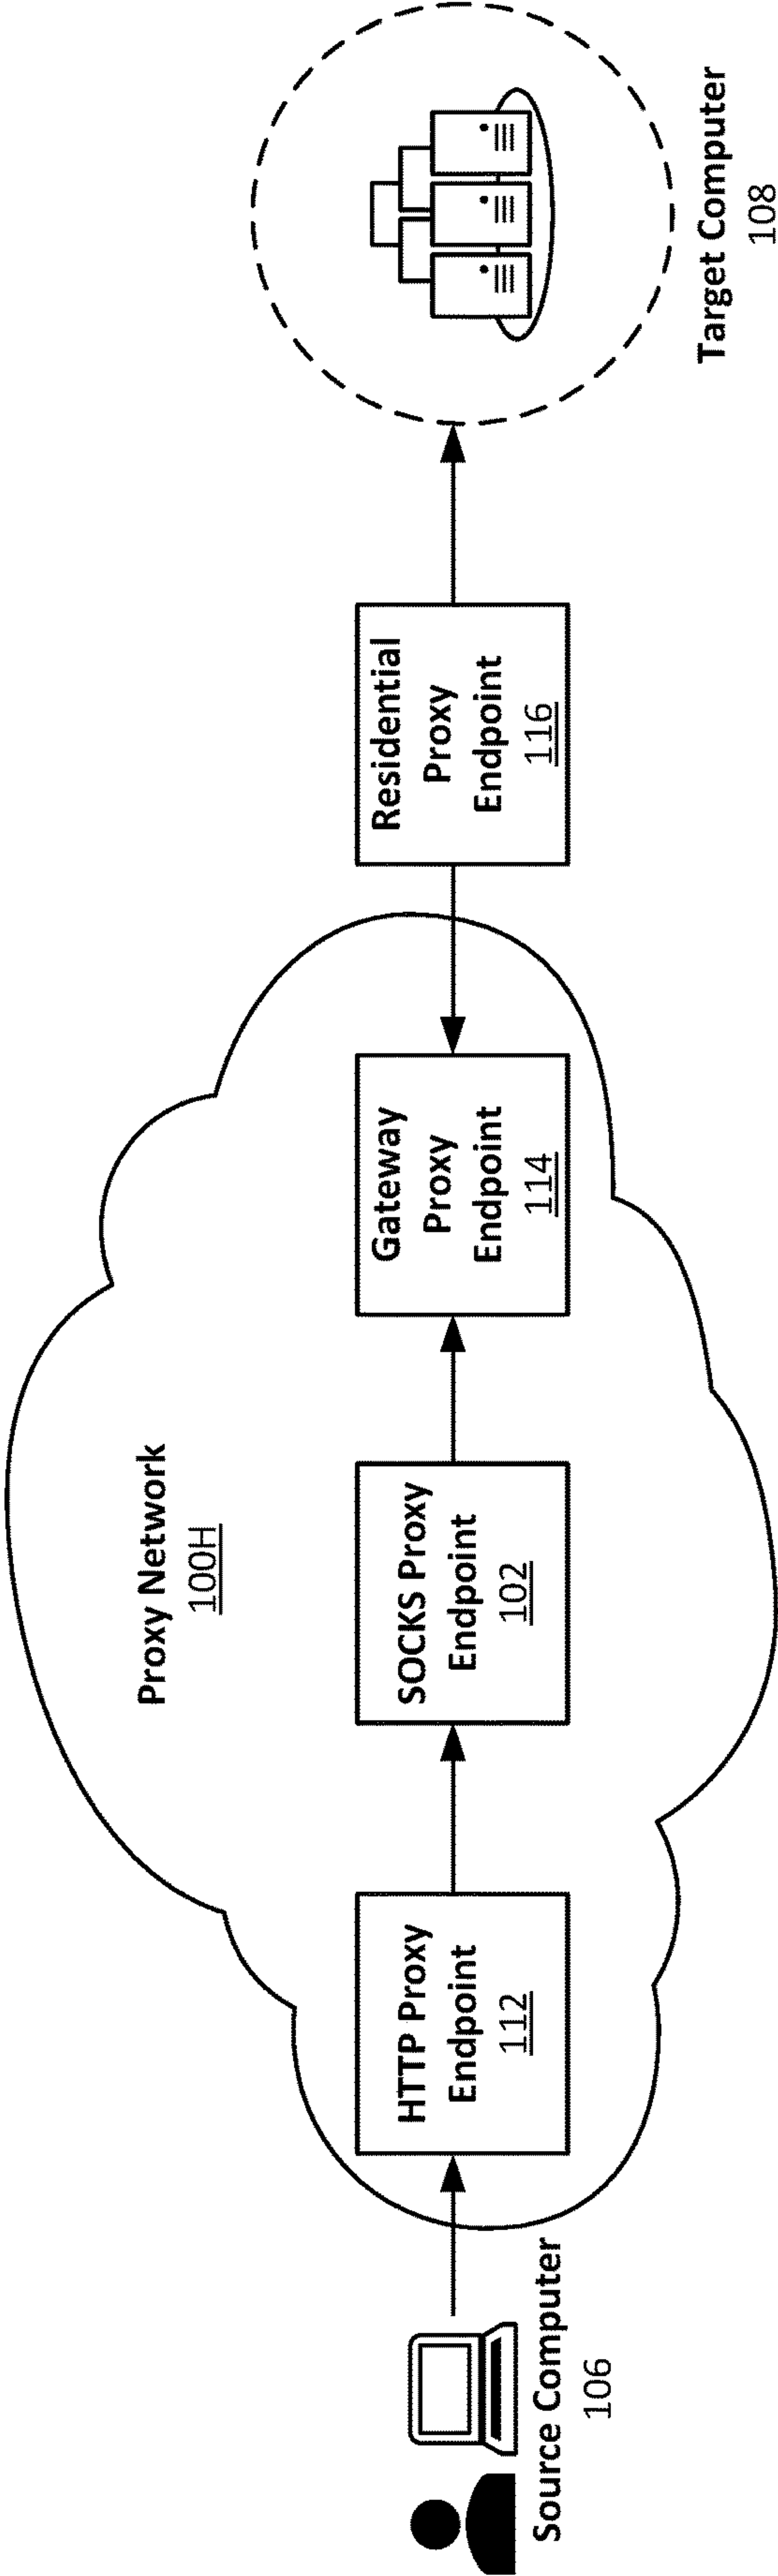 Proxy Network
100H
Source Computer
106
HTTP Proxy
Endpoint
112
SOCKS Proxy
Endpoint
102
Gateway
Proxy
Endpoint
114
Residential
Proxy
Endpoint
116
Target Computer
108